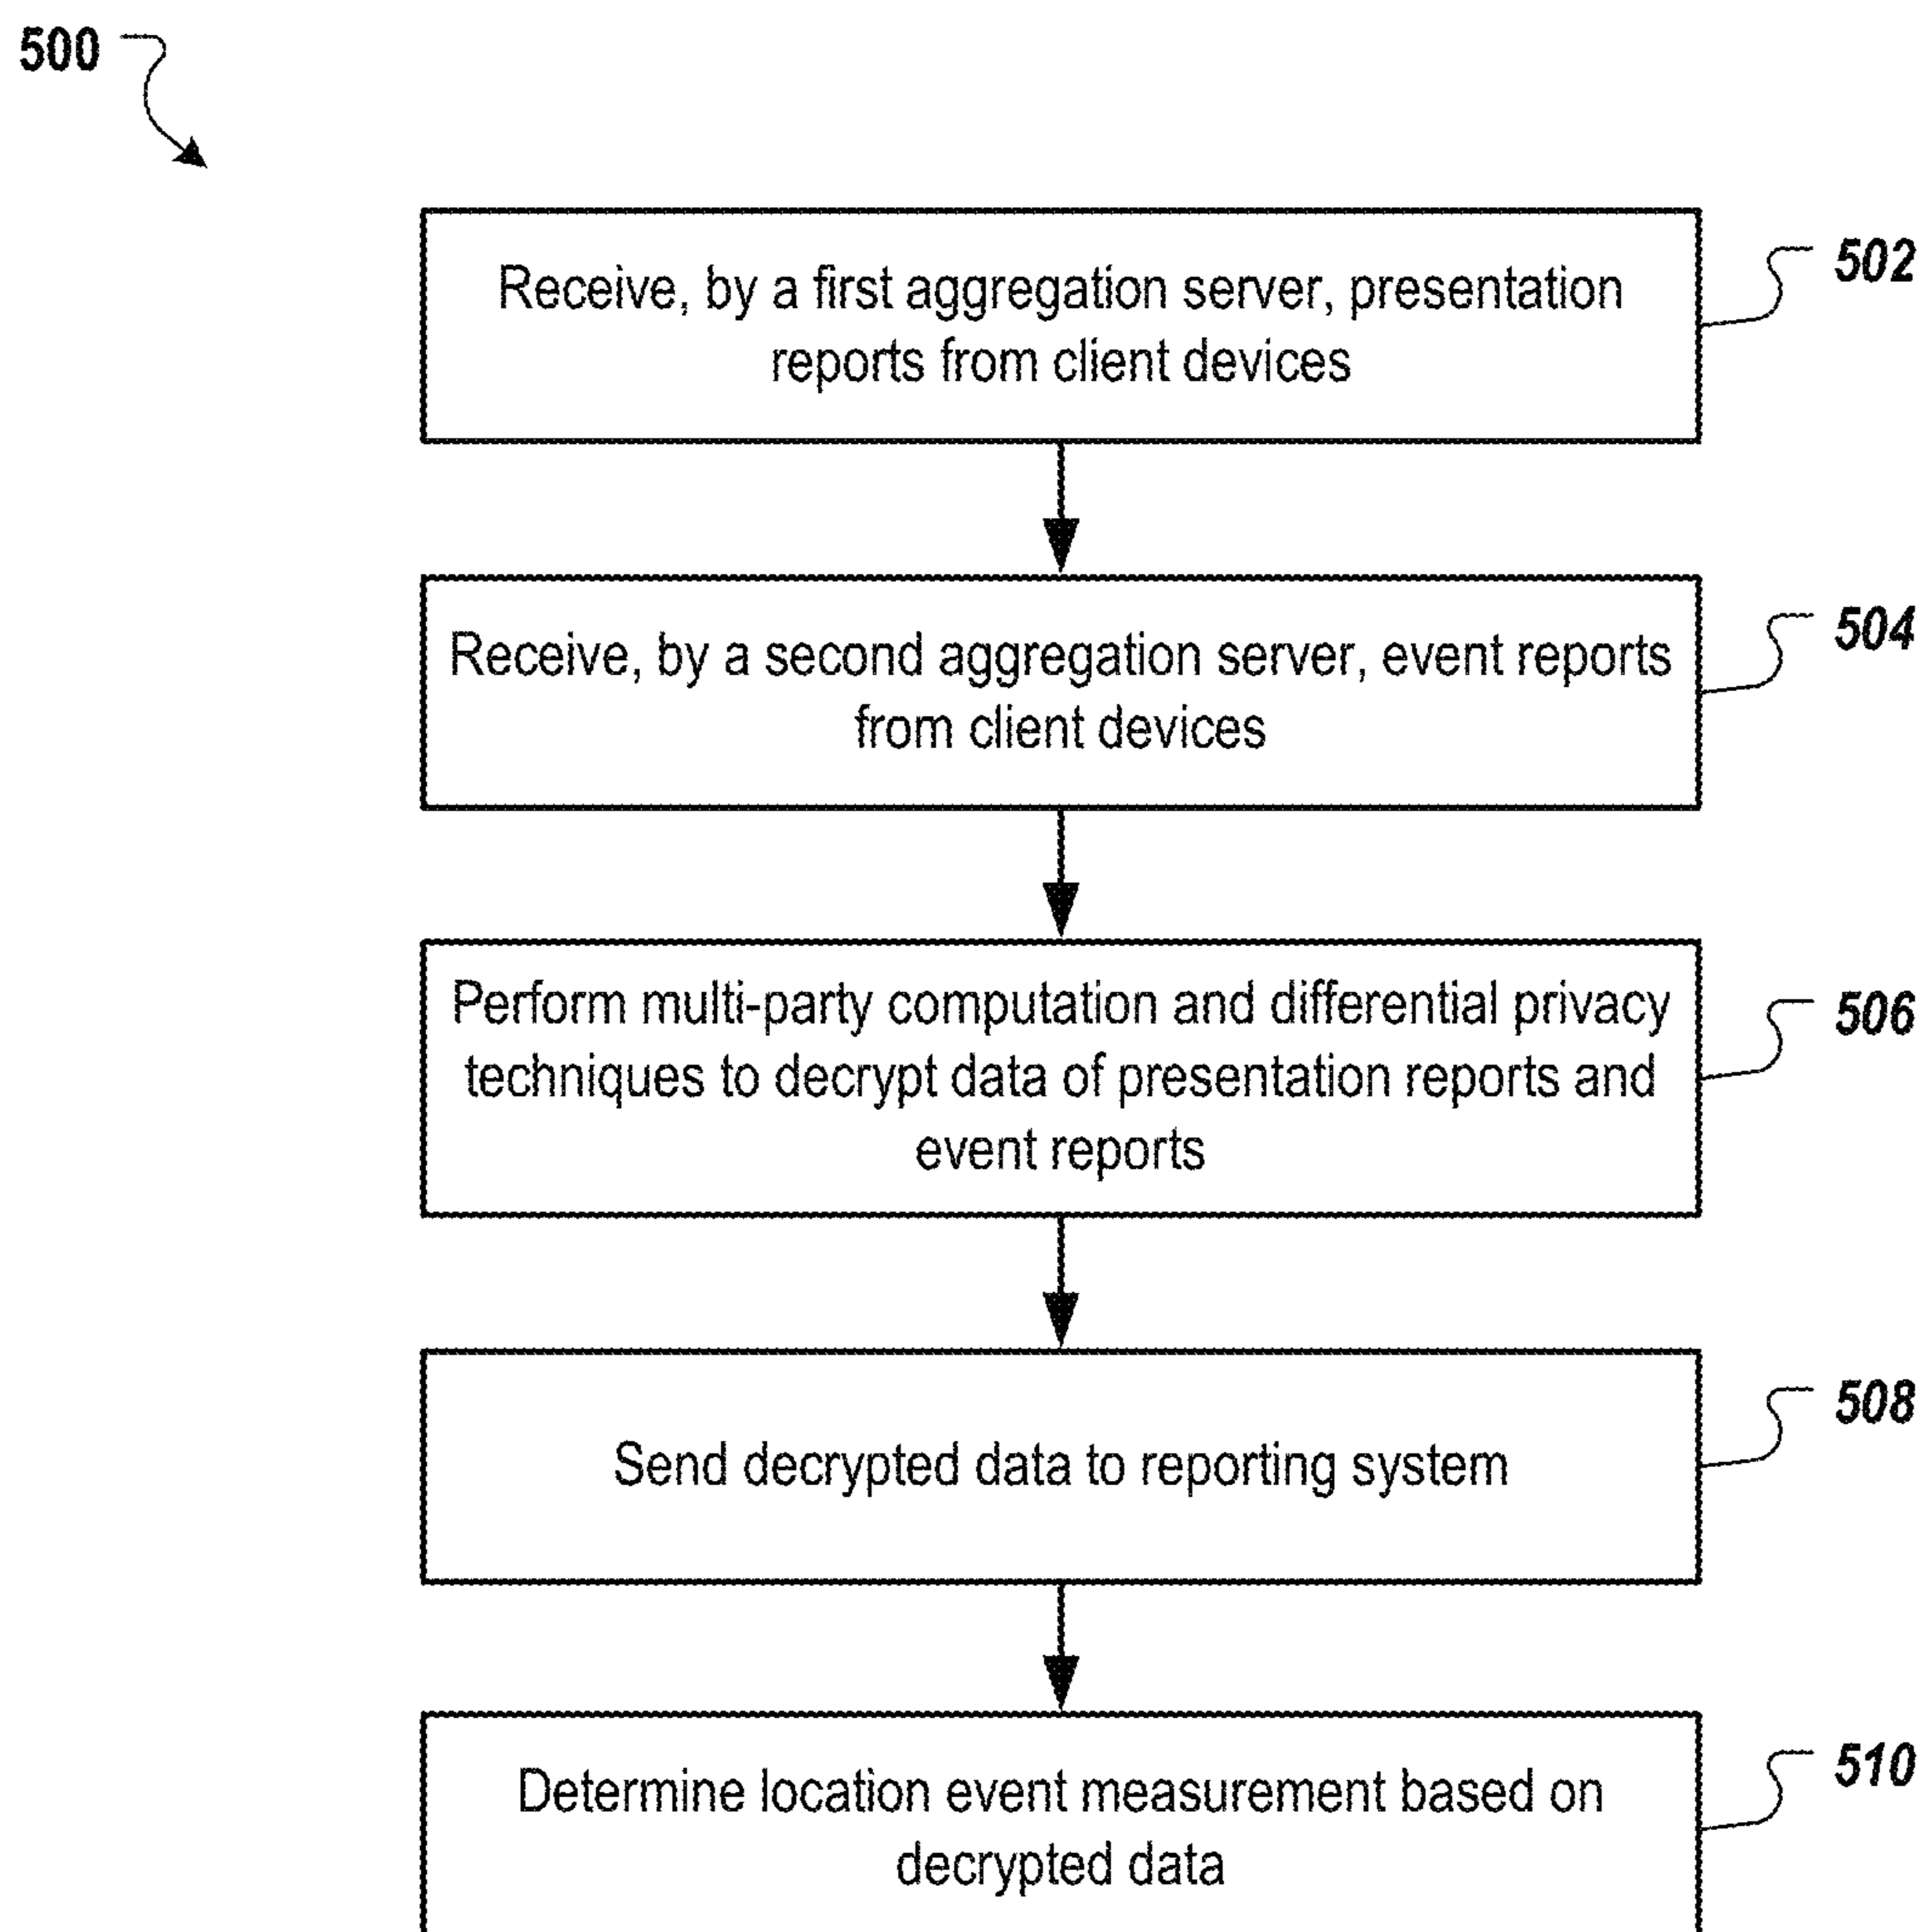 500
Receive, by a first aggregation server, presentation
reports from client devices
502
Receive, by a second aggregation server, event reports
from client devices
504
Perform multi-party computation and differential privacy
techniques to decrypt data of presentation reports and
event reports
506
Send decrypted data to reporting system
508
Determine location event measurement based on
decrypted data
510